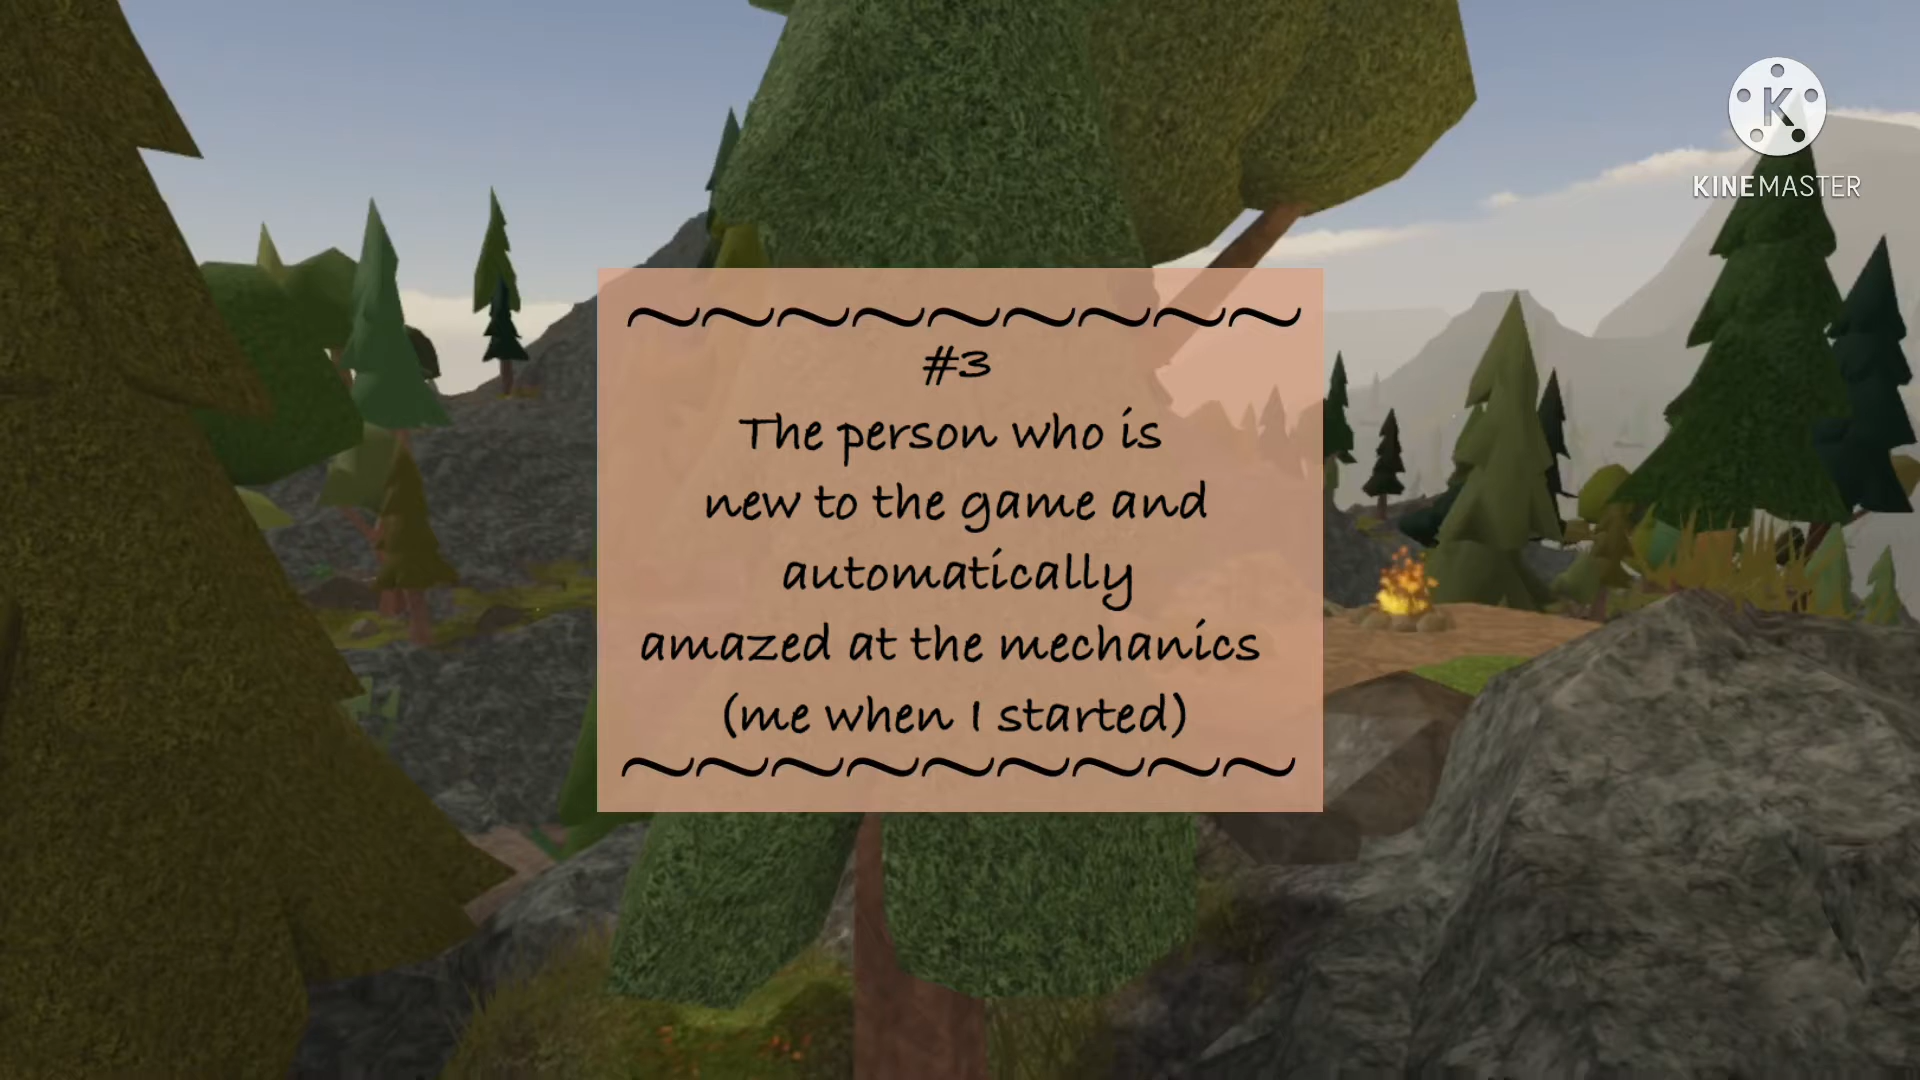 K
KINEMASTER
~~~~~~~~~
#3
The person who is
new to the game and
automatically
amazed at the mechanics
(me when I started)
~~~~~~~~~